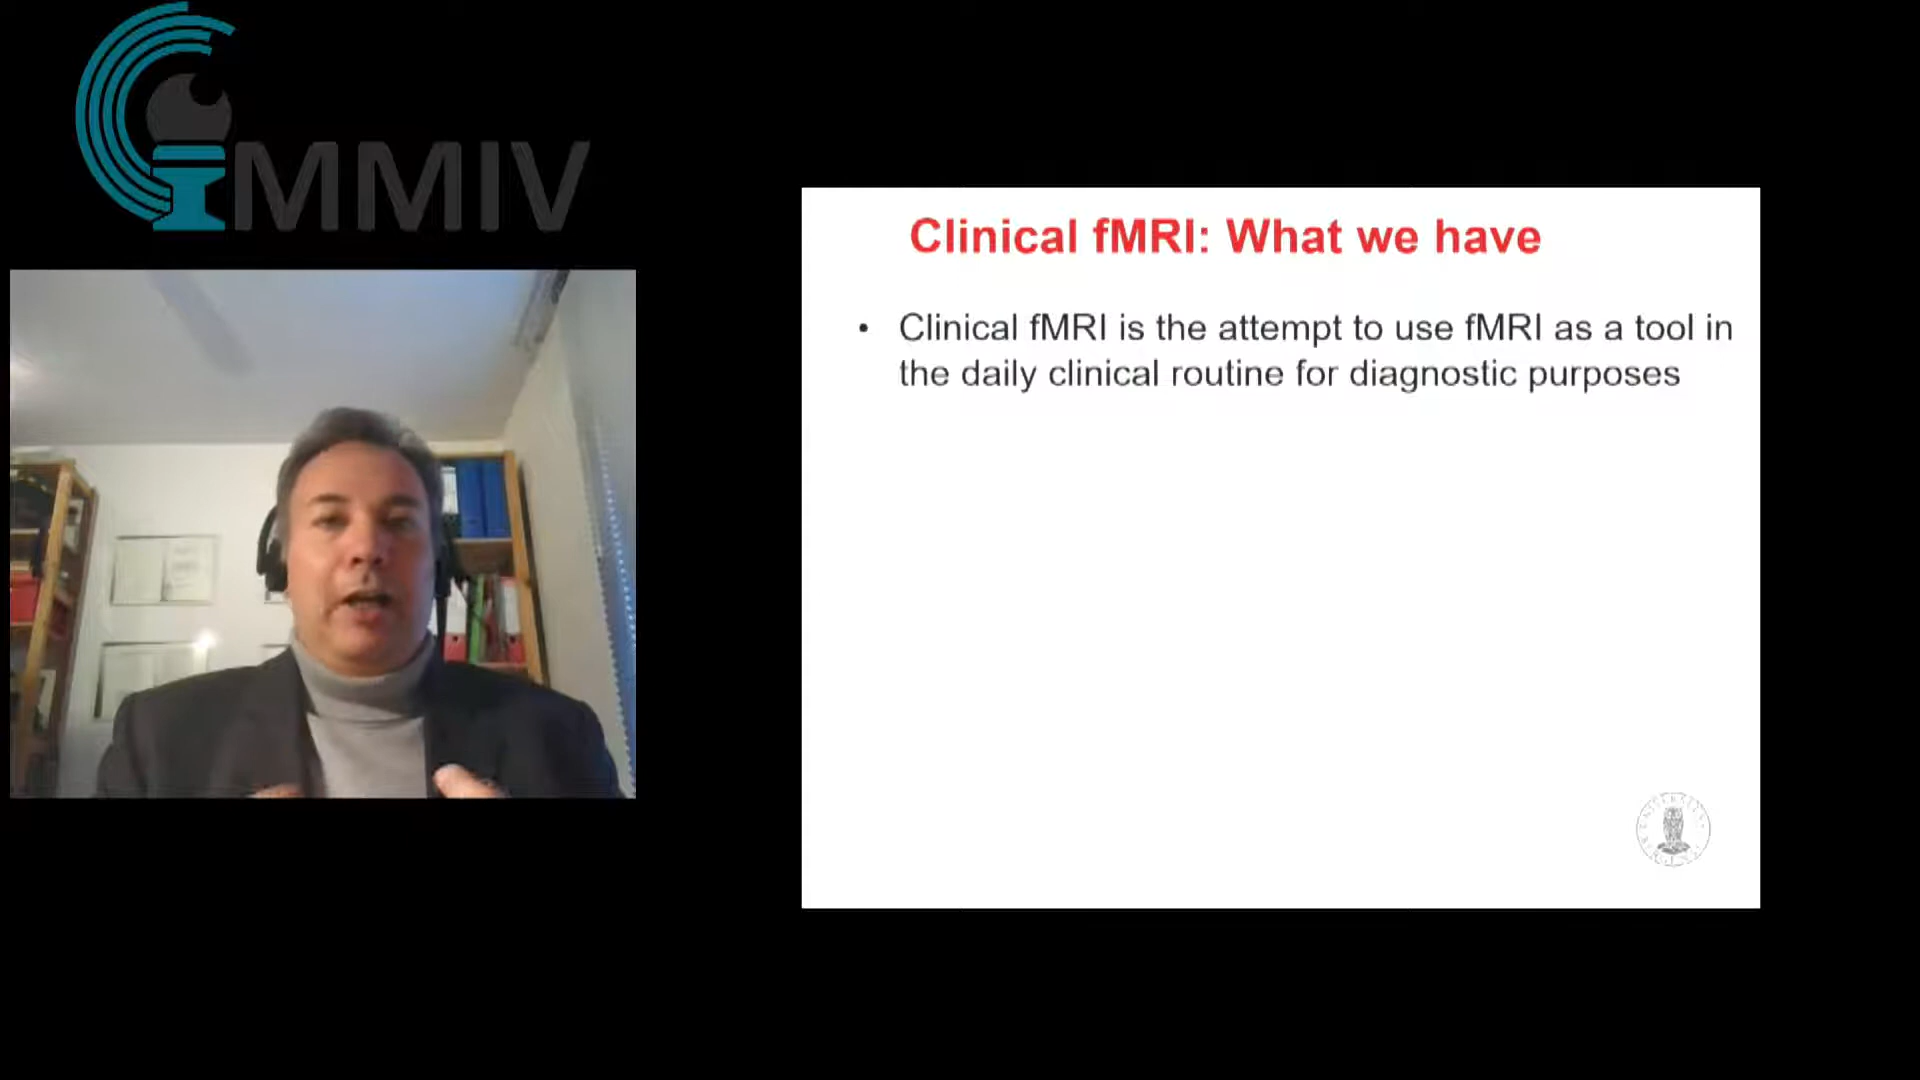 MMIV
Clinical fMRI: What we have
• Clinical fMRI is the attempt to use fMRI as a tool in
the daily clinical routine for diagnostic purposes